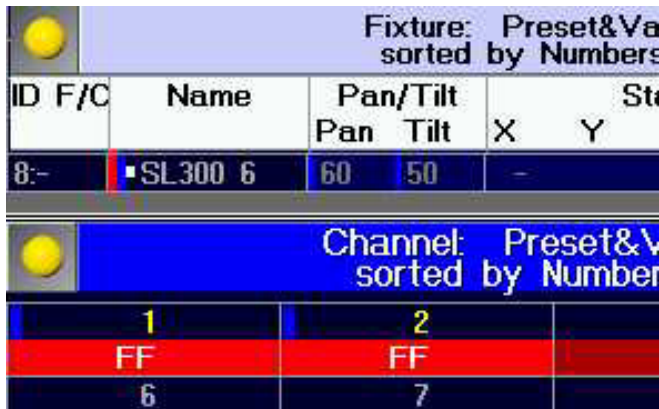 Fixture: Preset&Va
sorted by Numbers
ID F/C Name Pan/Tilt Sta
Pan Tilt X Y
8:- SL300 6 60 50 -
Channel: Preset&V
sorted by Number
1 2
FF FF
6 7